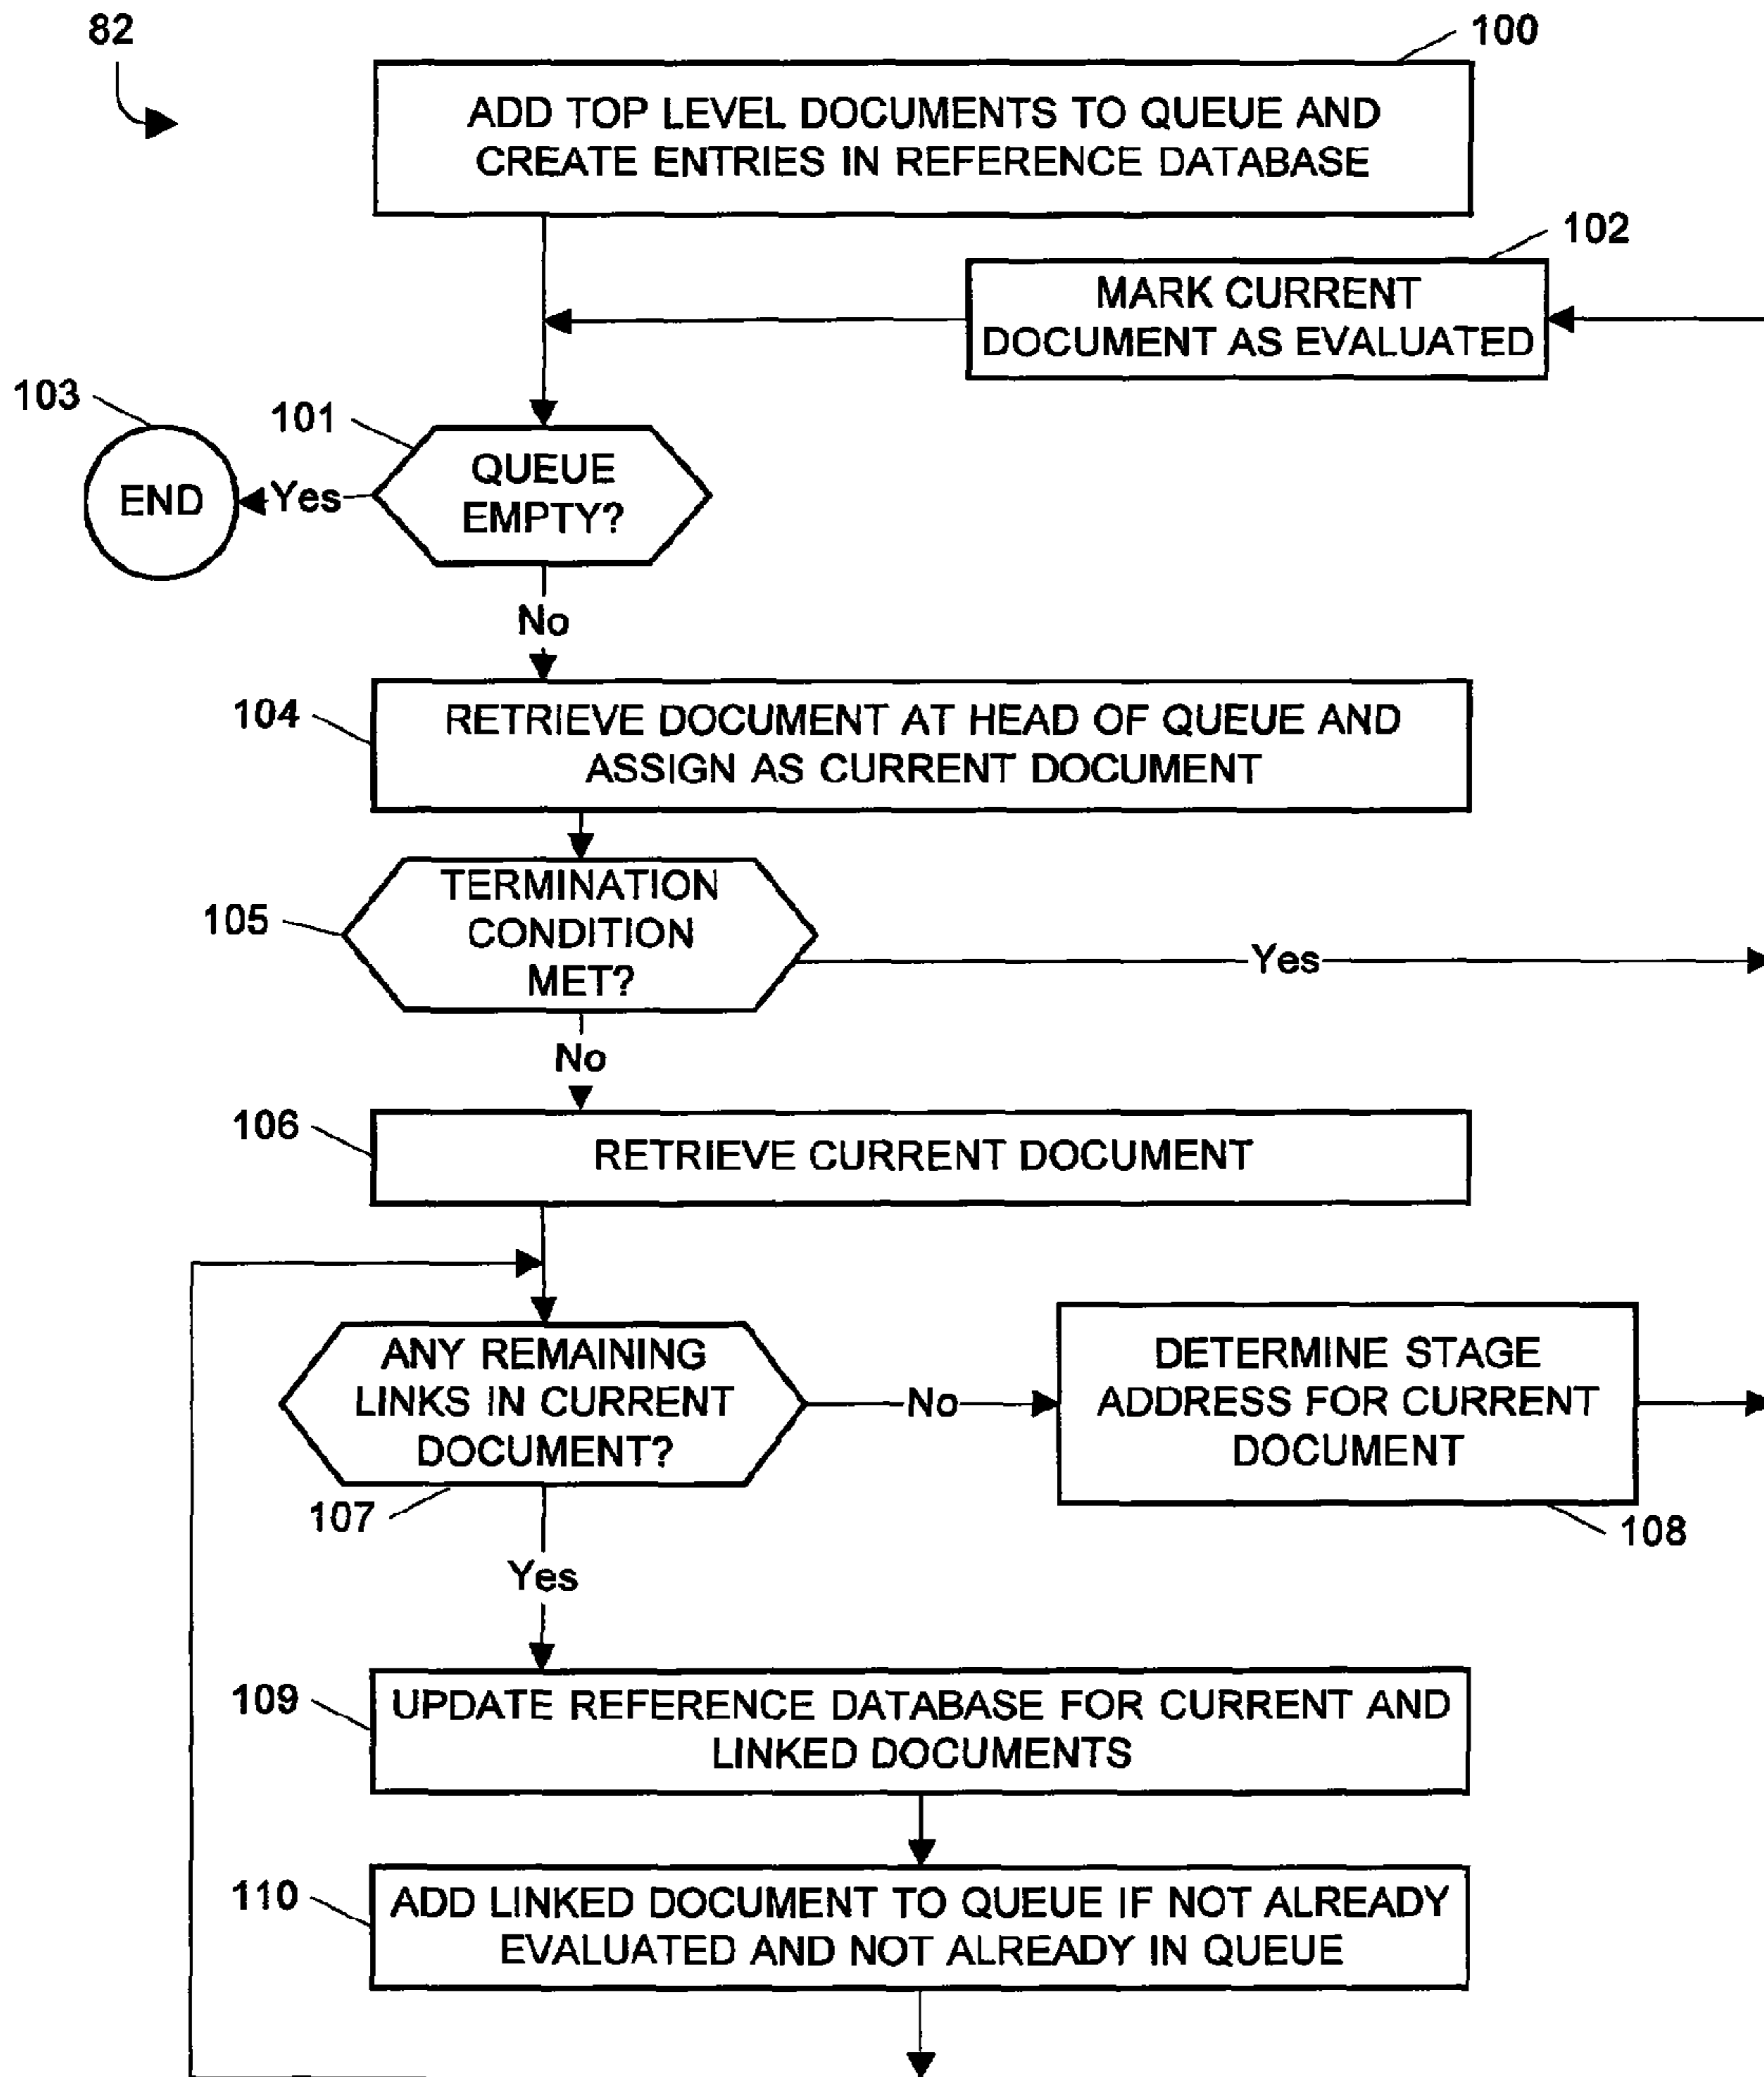 82
100
ADD TOP LEVEL DOCUMENTS TO QUEUE AND
CREATE ENTRIES IN REFERENCE DATABASE
102
MARK CURRENT
DOCUMENT AS EVALUATED
103
101
END
Yes
QUEUE
EMPTY?
No
104
RETRIEVE DOCUMENT AT HEAD OF QUEUE AND
ASSIGN AS CURRENT DOCUMENT
105
TERMINATION
CONDITION
MET?
Yes
No
106
RETRIEVE CURRENT DOCUMENT
ANY REMAINING
LINKS IN CURRENT
DOCUMENT?
107
No
DETERMINE STAGE
ADDRESS FOR CURRENT
DOCUMENT
108
Yes
109
UPDATE REFERENCE DATABASE FOR CURRENT AND
LINKED DOCUMENTS
110
ADD LINKED DOCUMENT TO QUEUE IF NOT ALREADY
EVALUATED AND NOT ALREADY IN QUEUE